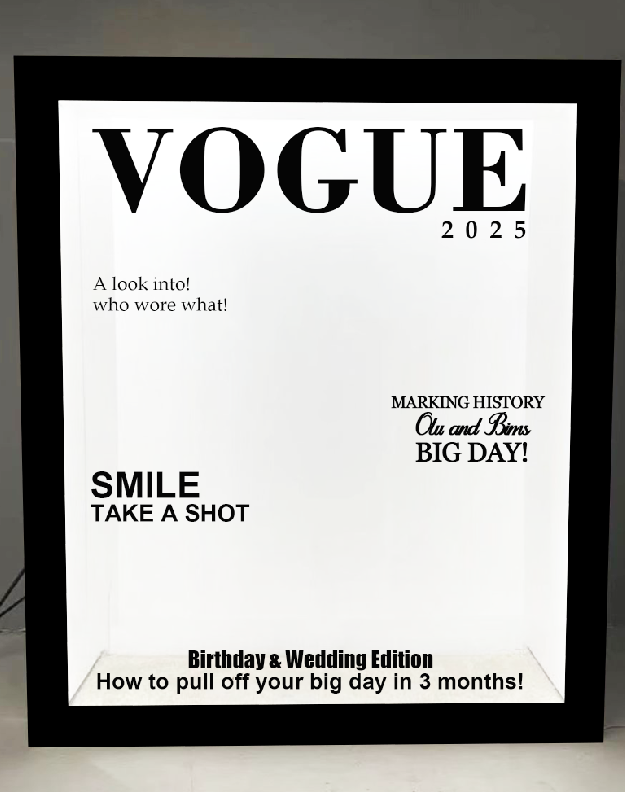 VOGUE
2025
A look into!
who wore what!
MARKING HISTORY
Olu and Bims
BIG DAY!
SMILE
TAKE A SHOT
Birthday & Wedding Edition
How to pull off your big day in 3 months!